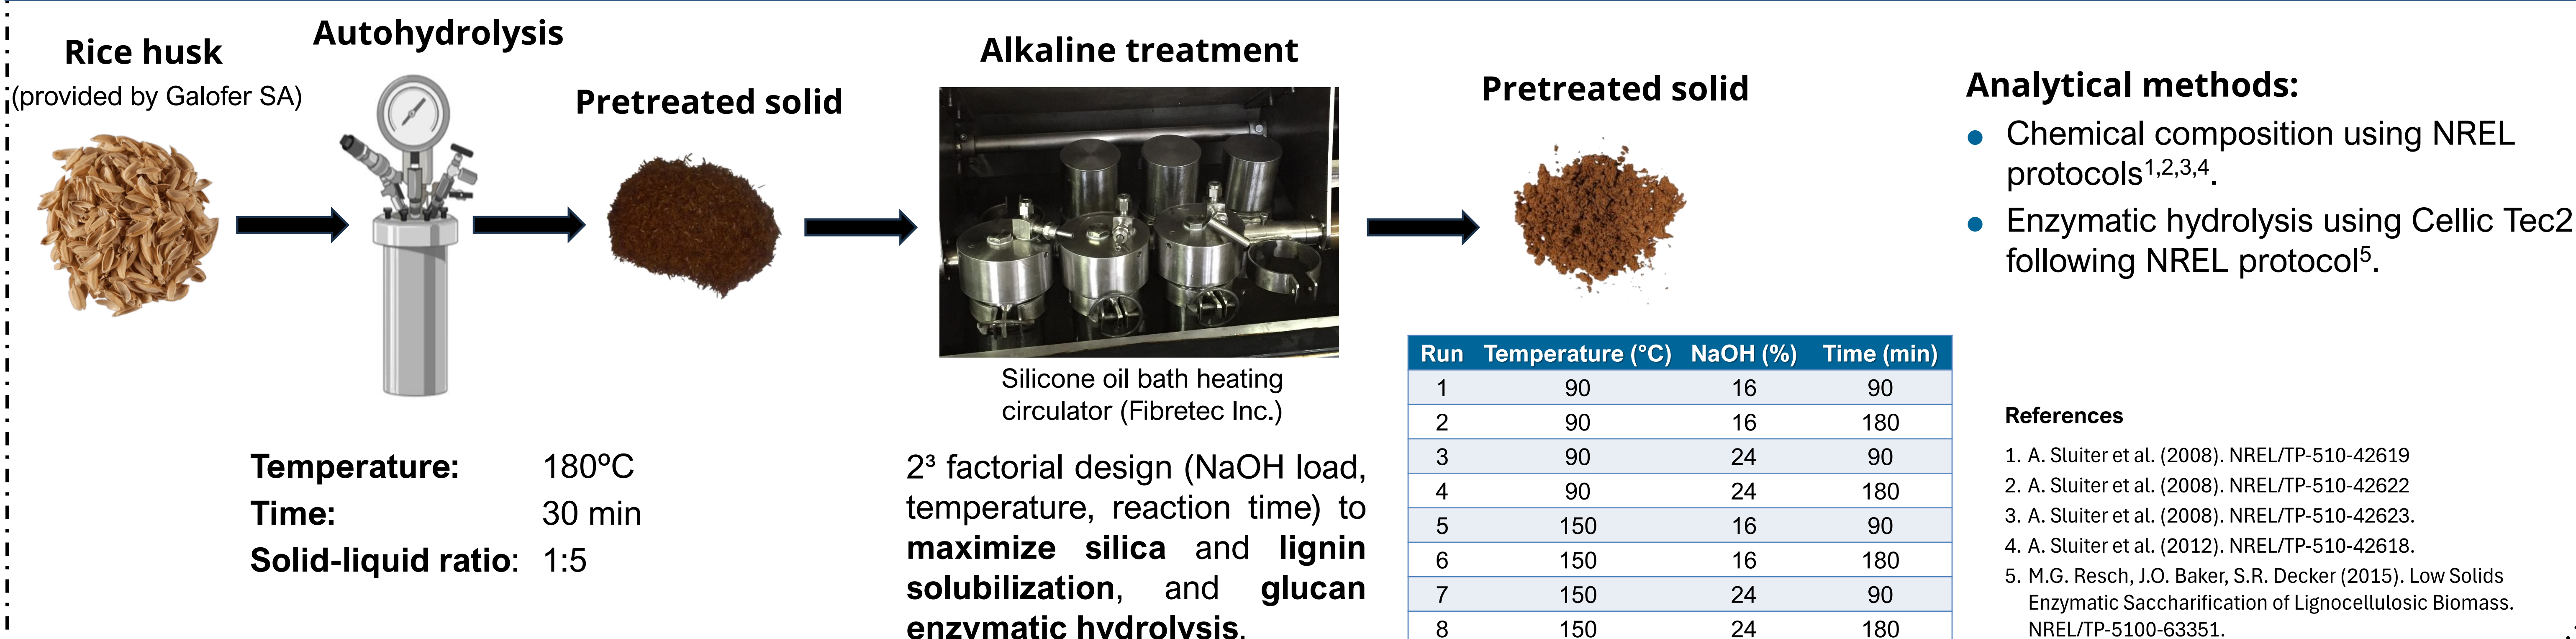 Rice husk
(provided by Galofer SA)
Autohydrolysis
Pretreated solid
Temperature: 180ºC
Time: 30 min
Solid-liquid ratio: 1:5
Alkaline treatment
Silicone oil bath heating
circulator (Fibretec Inc.)
2³ factorial design (NaOH load,
temperature, reaction time) to
maximize silica and lignin
solubilization, and glucan
enzymatic hydrolysis.
Pretreated solid
Run Temperature (°C) NaOH (%) Time (min)
1 90 16 90
2 90 16 180
3 90 24 90
4 90 24 180
5 150 16 90
6 150 16 180
7 150 24 90
8 150 24 180
Analytical methods:
● Chemical composition using NREL
protocols1,2,3,4.
● Enzymatic hydrolysis using Cellic Tec2
following NREL protocol5.
References
1. A. Sluiter et al. (2008). NREL/TP-510-42619
2. A. Sluiter et al. (2008). NREL/TP-510-42622
3. A. Sluiter et al. (2008). NREL/TP-510-42623.
4. A. Sluiter et al. (2012). NREL/TP-510-42618.
5. M.G. Resch, J.O. Baker, S.R. Decker (2015). Low Solids
Enzymatic Saccharification of Lignocellulosic Biomass.
NREL/TP-5100-63351.